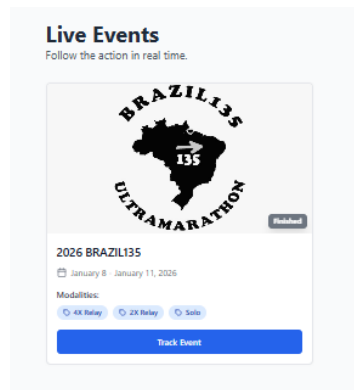 Live Events
Follow the action in real time.
BRAZIL135
135
ULTRAMARATHON
Finished
2026 BRAZIL135
January 8 - January 11, 2026
Modalities:
4X Relay 2X Relay Solo
Track Event